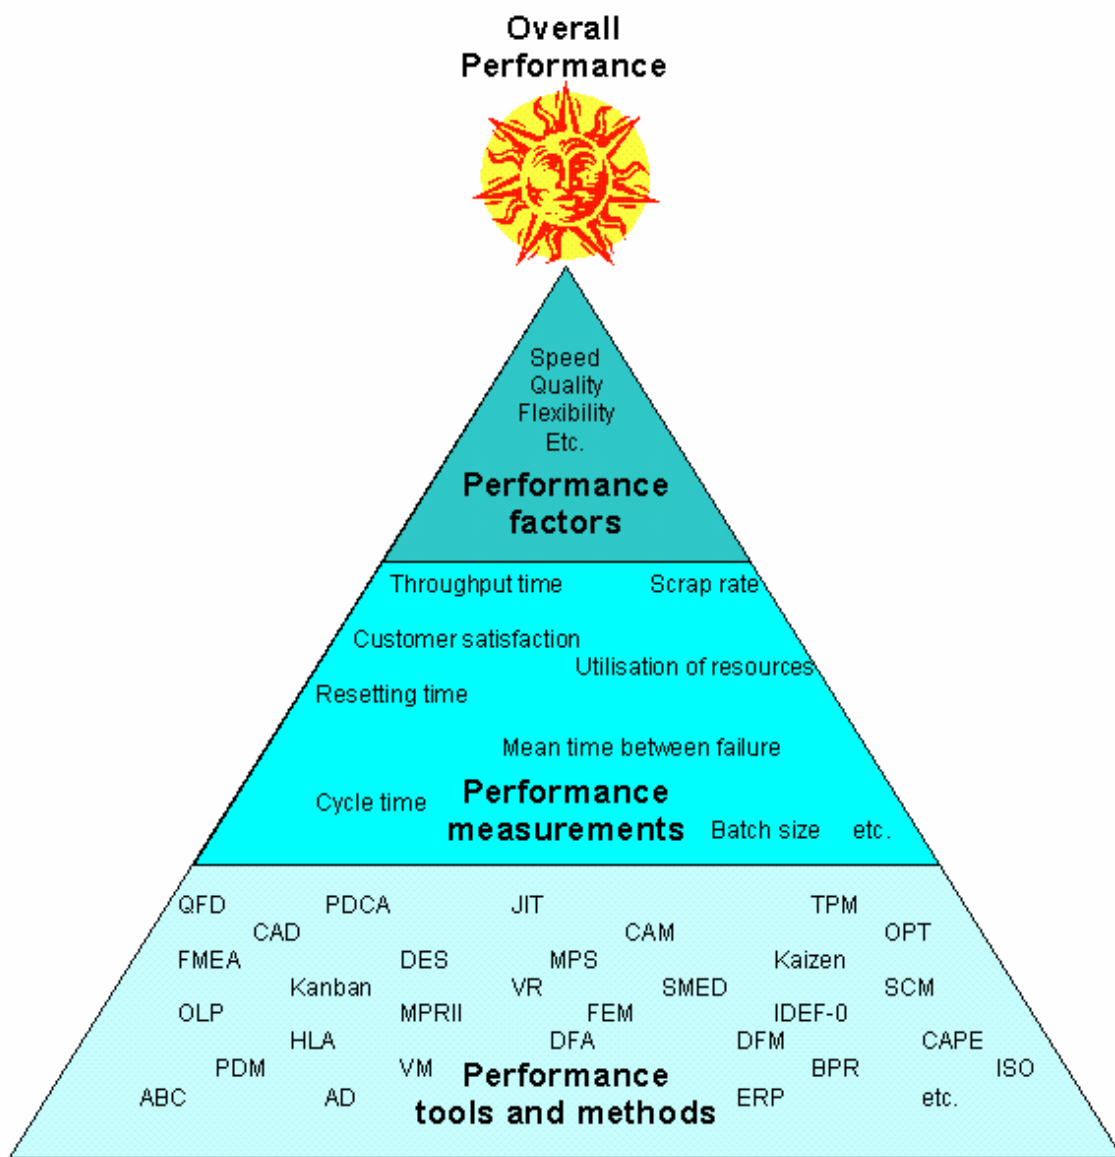 Overall
Performance
Speed
Quality
Flexibility
Etc.
Performance
factors
Throughput time Scrap rate
Customer satisfaction
Utilisation of resources
Resetting time
Mean time between failure
Cycle time
Performance
measurements
Batch size etc.
QFD PDCA JIT TPM
CAD CAM OPT
FMEA DES MPS Kaizen
Kanban VR SMED SCM
OLP MPRII FEM IDEF-0
HLA DFA DFM CAPE
PDM VM BPR ISO
Performance
tools and methods
ABC AD ERP etc.